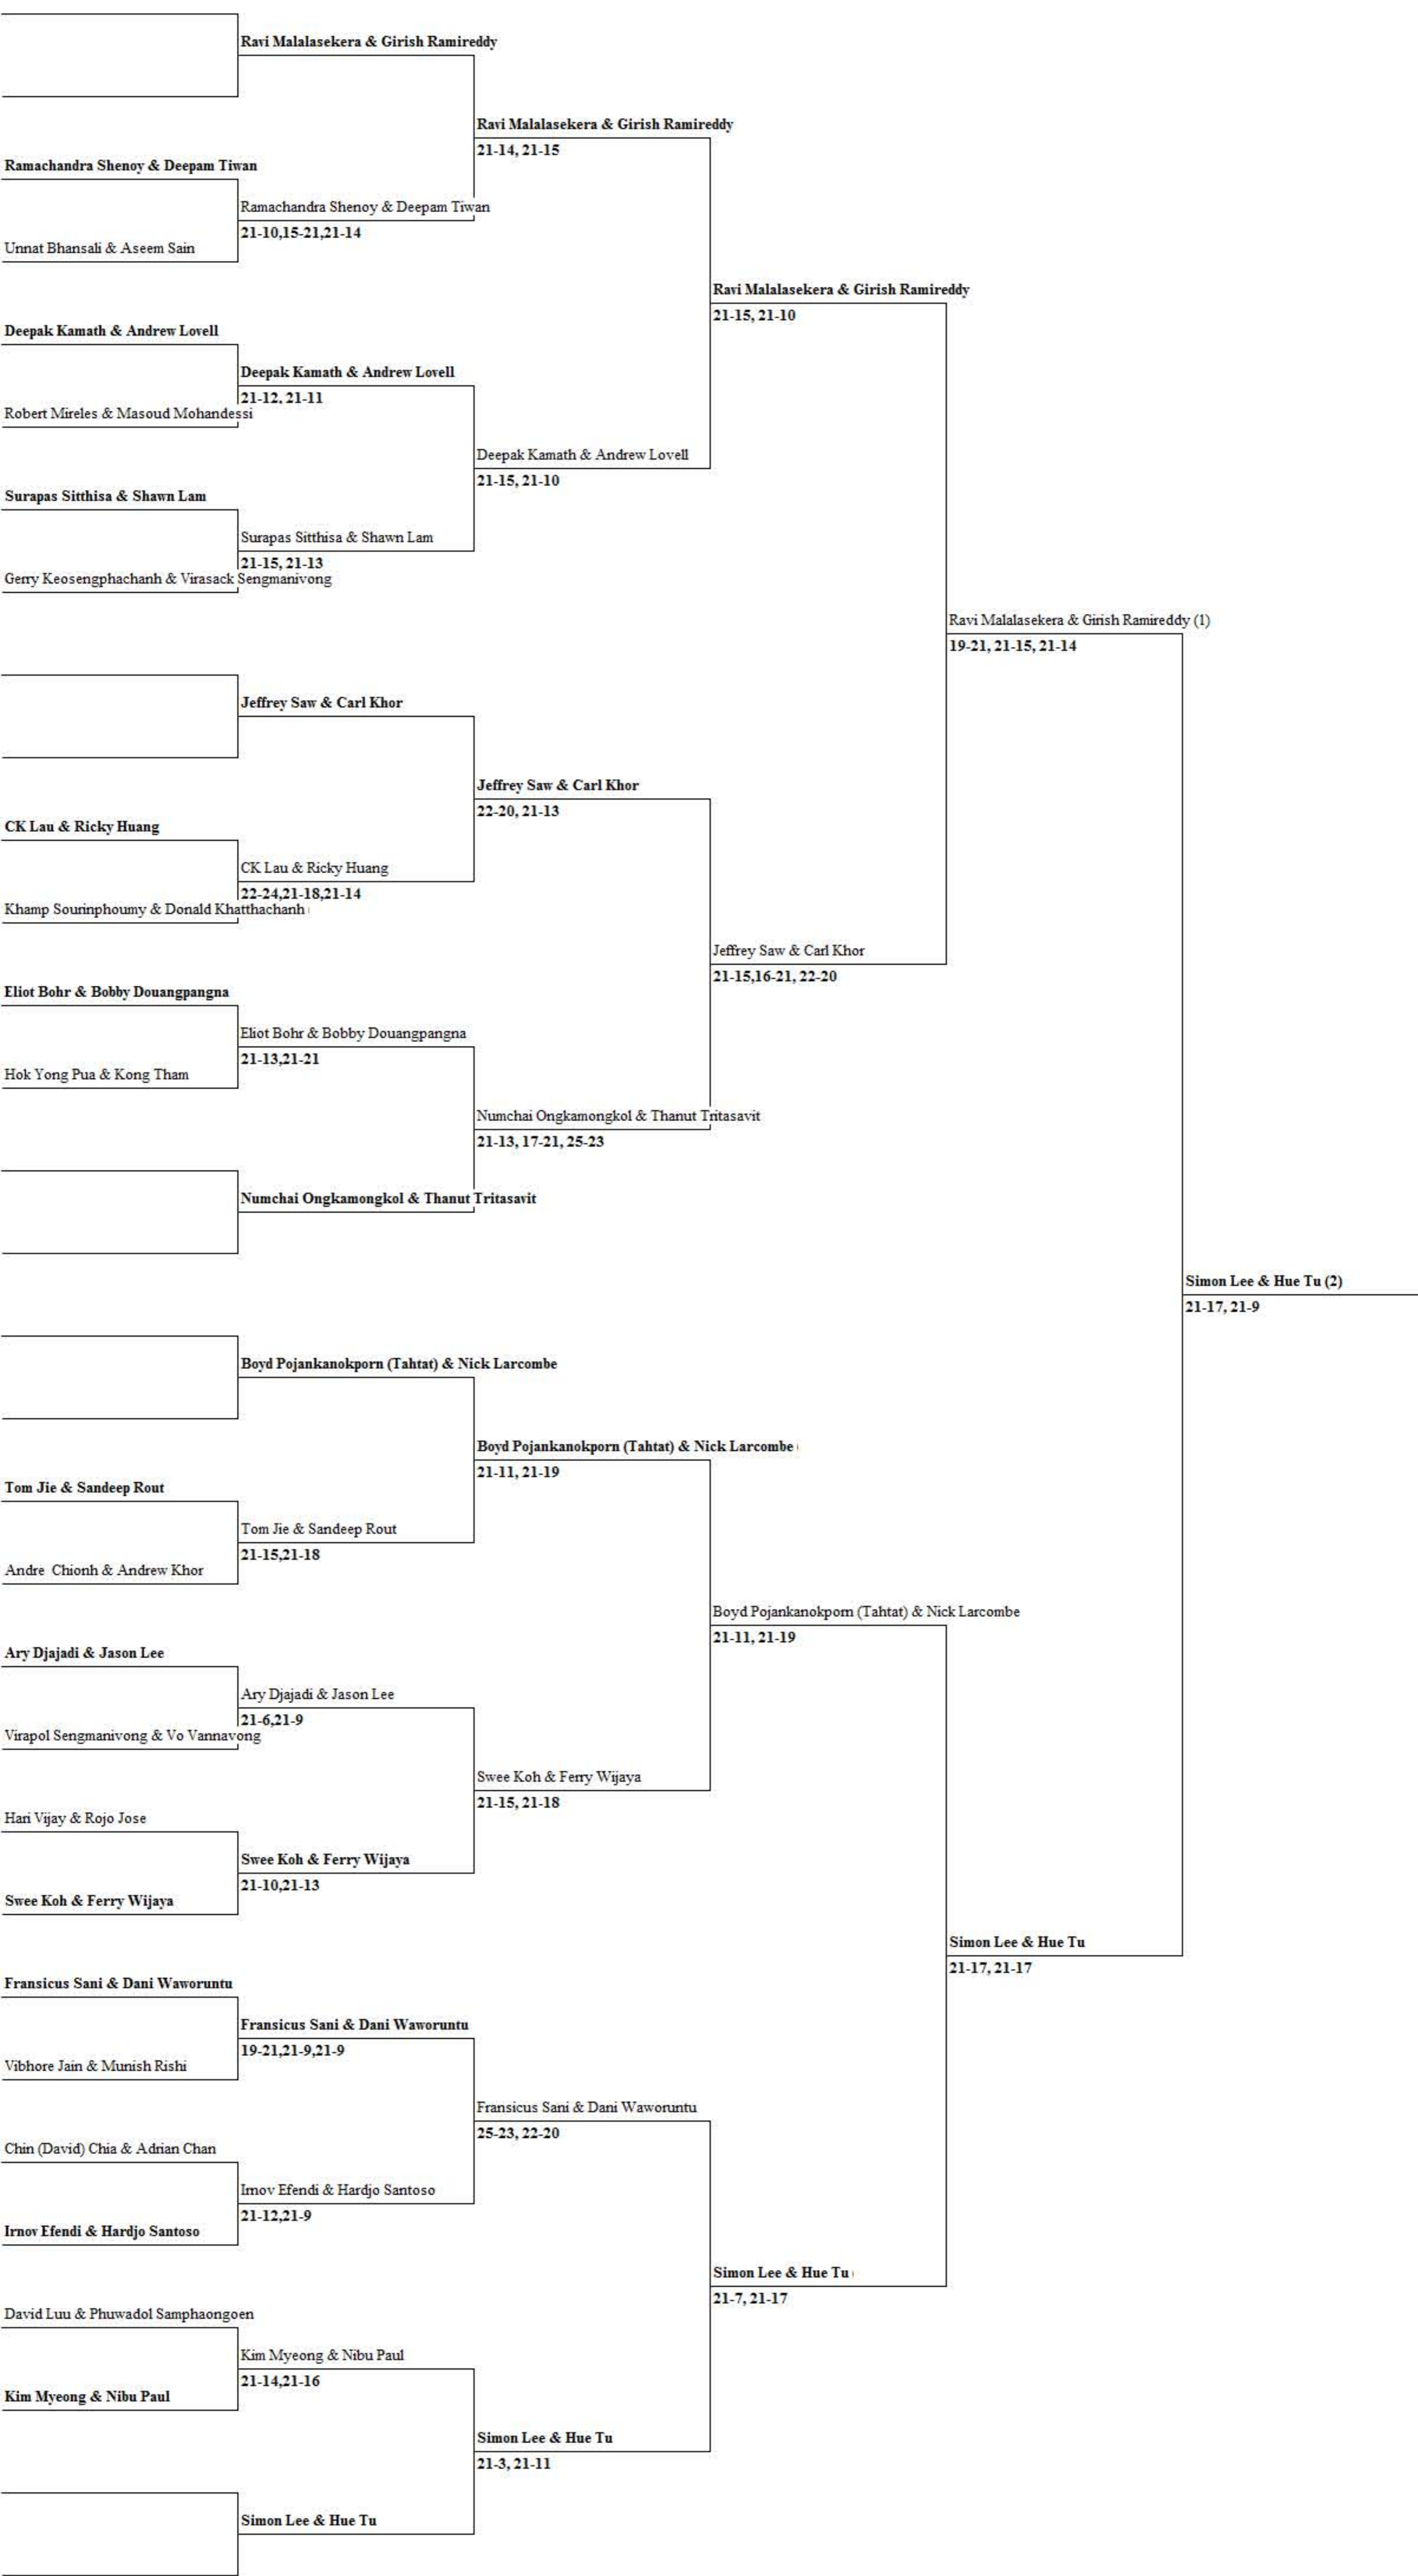 Ravi Malalasekera & Girish Ramireddy
Ravi Malalasekera & Girish Ramireddy
21-14, 21-15
Ramachandra Shenoy & Deepam Tiwan
Ramachandra Shenoy & Deepam Tiwan
21-10,15-21,21-14
Unnat Bhansali & Aseem Sain
Ravi Malalasekera & Girish Ramireddy
21-15, 21-10
Deepak Kamath & Andrew Lovell
Deepak Kamath & Andrew Lovell
21-12, 21-11
Robert Mireles & Masoud Mohandessi
Deepak Kamath & Andrew Lovell
21-15, 21-10
Surapas Sitthisa & Shawn Lam
Surapas Sitthisa & Shawn Lam
21-15, 21-13
Gerry Keosengphachanh & Virasack Sengmanivong
Ravi Malalasekera & Girish Ramireddy (1)
19-21, 21-15, 21-14
Jeffrey Saw & Carl Khor
Jeffrey Saw & Carl Khor
22-20, 21-13
CK Lau & Ricky Huang
CK Lau & Ricky Huang
22-24,21-18,21-14
Khamp Sourinphoumy & Donald Khatthachanh
Jeffrey Saw & Carl Khor
21-15,16-21, 22-20
Eliot Bohr & Bobby Douangpangna
Eliot Bohr & Bobby Douangpangna
21-13,21-21
Hok Yong Pua & Kong Tham
Numchai Ongkamongkol & Thanut Tritasavit
21-13, 17-21, 25-23
Numchai Ongkamongkol & Thanut Tritasavit
Simon Lee & Hue Tu (2)
21-17, 21-9
Boyd Pojankanokporn (Tahtat) & Nick Larcombe
Boyd Pojankanokporn (Tahtat) & Nick Larcombe
21-11, 21-19
Tom Jie & Sandeep Rout
Tom Jie & Sandeep Rout
21-15,21-18
Andre Chionh & Andrew Khor
Boyd Pojankanokporn (Tahtat) & Nick Larcombe
21-11, 21-19
Ary Djajadi & Jason Lee
Ary Djajadi & Jason Lee
21-6,21-9
Virapol Sengmanivong & Vo Vannavong
Swee Koh & Ferry Wijaya
21-15, 21-18
Hari Vijay & Rojo Jose
Swee Koh & Ferry Wijaya
21-10,21-13
Swee Koh & Ferry Wijaya
Simon Lee & Hue Tu
21-17, 21-17
Fransicus Sani & Dani Waworuntu
Fransicus Sani & Dani Waworuntu
19-21,21-9,21-9
Vibhore Jain & Munish Rishi
Fransicus Sani & Dani Waworuntu
25-23, 22-20
Chin (David) Chia & Adrian Chan
Irnov Efendi & Hardjo Santoso
21-12,21-9
Irnov Efendi & Hardjo Santoso
Simon Lee & Hue Tu
21-7, 21-17
David Luu & Phuwadol Samphaongoen
Kim Myeong & Nibu Paul
21-14,21-16
Kim Myeong & Nibu Paul
Simon Lee & Hue Tu
21-3, 21-11
Simon Lee & Hue Tu